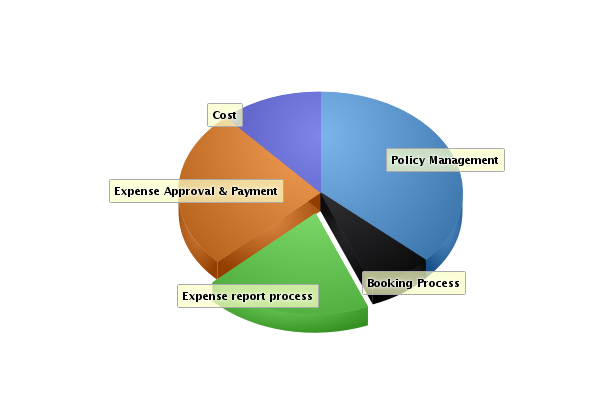 Cost
Policy Management
Expense Approval & Payment
Booking Process
Expense report process